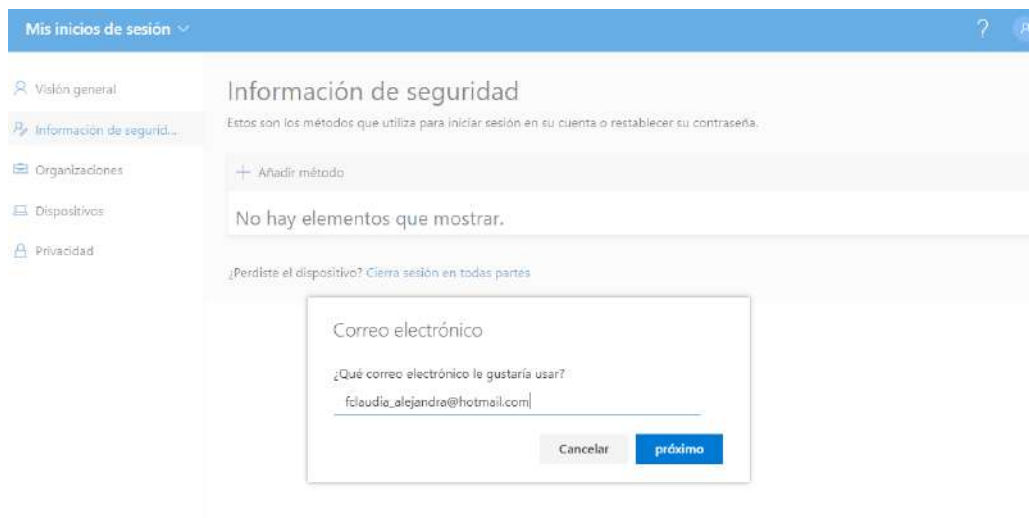 Mis inicios de sesión
?
Visión general
Información de segurid...
Organizaciones
Dispositivos
Privacidad
Información de seguridad
Estos son los métodos que utiliza para iniciar sesión en su cuenta o restablecer su contraseña.
+ Añadir método
No hay elementos que mostrar.
¿Perdiste el dispositivo? Cierra sesión en todas partes
Correo electrónico
¿Qué correo electrónico le gustaría usar?
fclaudia_alejandra@hotmail.com
Cancelar
próximo